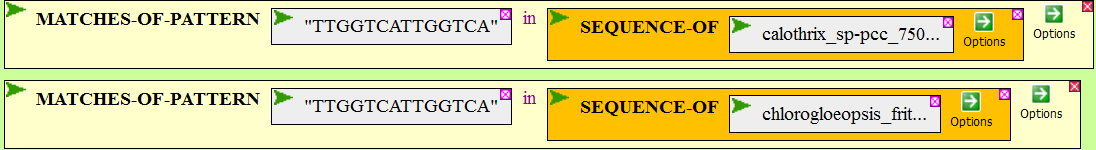 MATCHES-OF-PATTERN "TTGGTCATTGGTCA" in SEQUENCE-OF calothrix_sp-pcc_750... Options Options
MATCHES-OF-PATTERN "TTGGTCATTGGTCA" in SEQUENCE-OF chlorogloeopsis_frit... Options Options